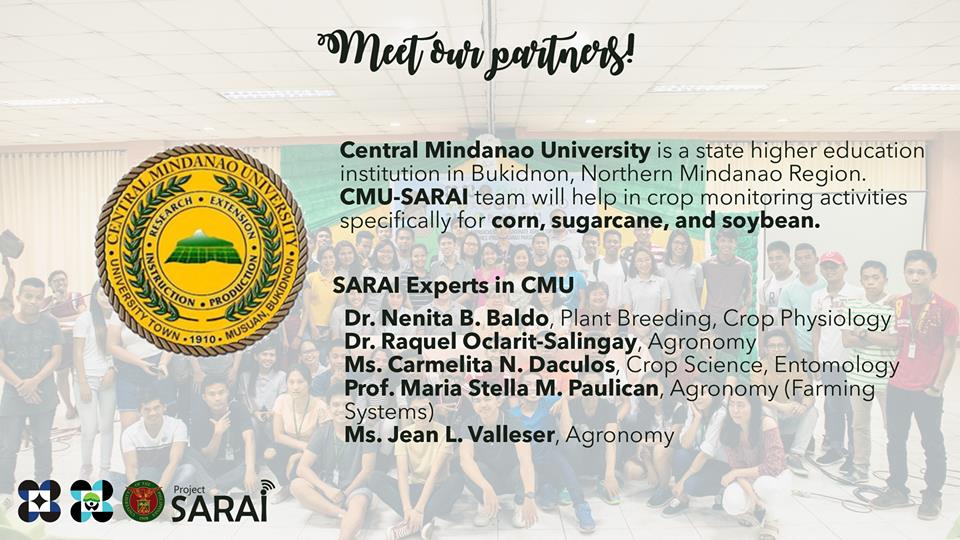 Meet our partners!
CENTRAL MINDANAO UNIVERSITY
RESEARCH • EXTENSION
INSTRUCTION • PRODUCTION
UNIVERSITY TOWN • 1910 • MUSUAN, BUKIDNON
Central Mindanao University is a state higher education
institution in Bukidnon, Northern Mindanao Region.
CMU-SARAI team will help in crop monitoring activities
specifically for corn, sugarcane, and soybean.
SARAI Experts in CMU
Dr. Nenita B. Baldo, Plant Breeding, Crop Physiology
Dr. Raquel Oclarit-Salingay, Agronomy
Ms. Carmelita N. Daculos, Crop Science, Entomology
Prof. Maria Stella M. Paulican, Agronomy (Farming
Systems)
Ms. Jean L. Valleser, Agronomy
Project
SARAI